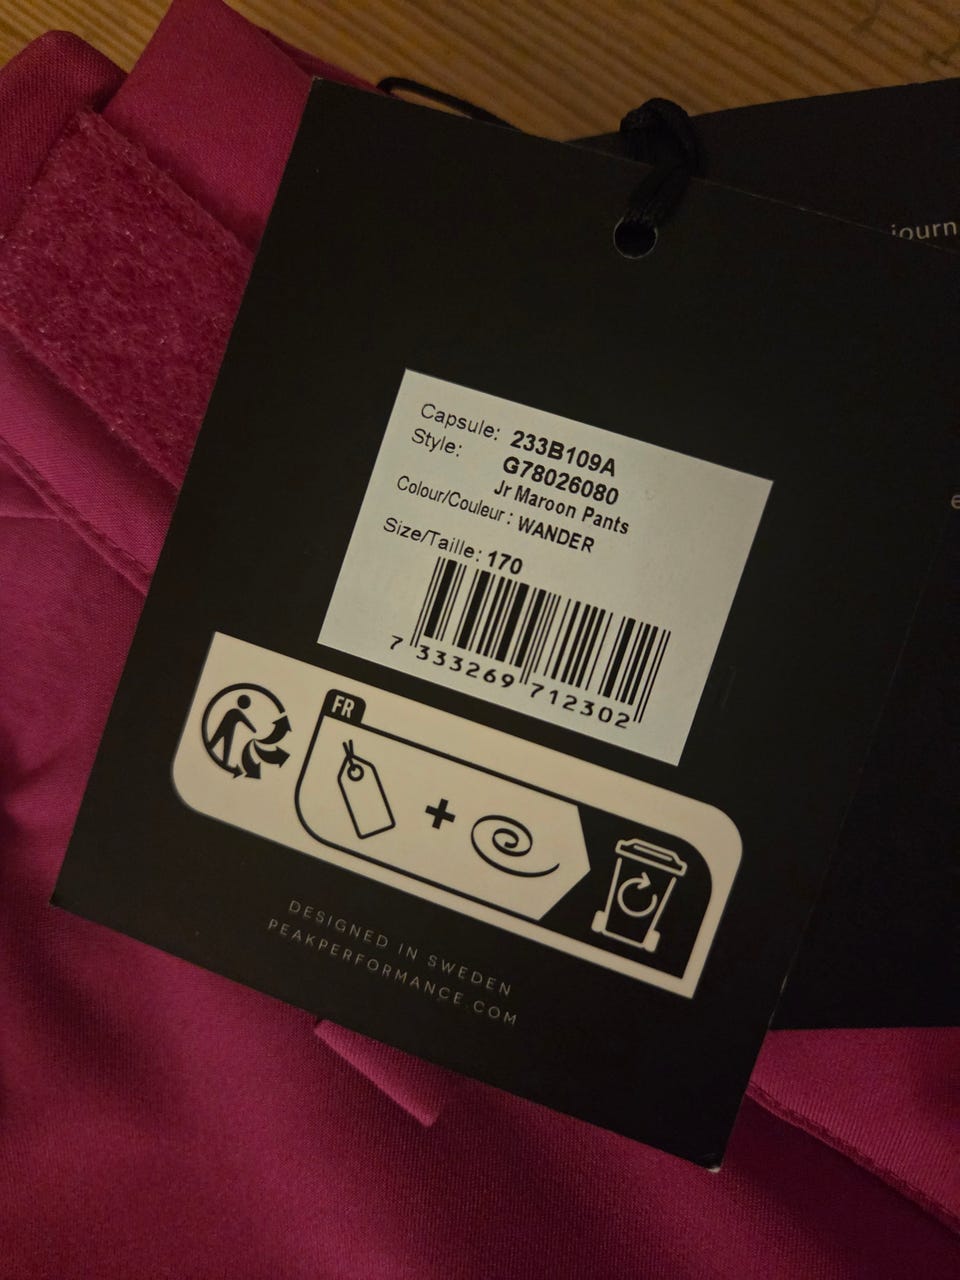 journ
Capsule: 233B109A
Style: G78026080
Jr Maroon Pants
Colour/Couleur: WANDER
Size/Taille: 170
7 333269 712302
FR
DESIGNED IN SWEDEN
PEAKPERFORMANCE.COM